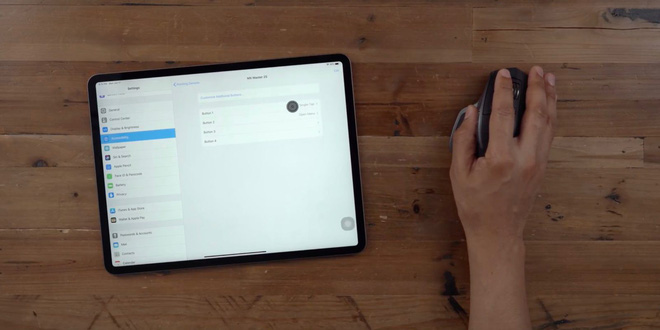 Settings
MX Master 2S
General
Control Center
Display & Brightness
Accessibility
Wallpaper
Siri & Search
Apple Pencil
Face ID & Passcode
Battery
Privacy
iTunes & App Store
Wallet & Apple Pay
Passwords & Accounts
Mail
Contacts
Calendar
Customize Additional Buttons
Button 1
Button 2
Button 3
Button 4